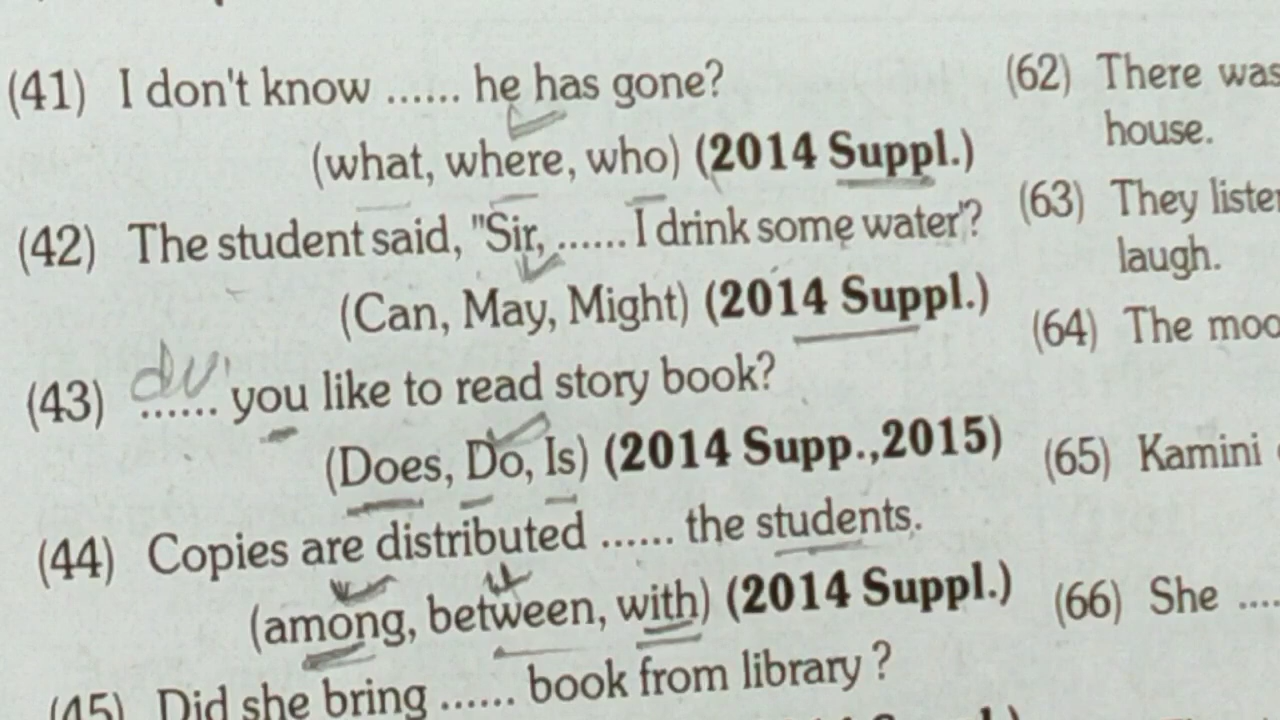 (41) I don't know ...... he has gone?
(what, where, who) (2014 Suppl.)
(42) The student said, "Sir, ...... I drink some water"?
(Can, May, Might) (2014 Suppl.)
(43) ...... you like to read story book?
(Does, Do, Is) (2014 Supp.,2015)
(44) Copies are distributed ...... the students.
(among, between, with) (2014 Suppl.)
(45) Did she bring ...... book from library ?
(62) There was
house.
(63) They
laugh.
(64) The
(65) Kamini
(66) She ....